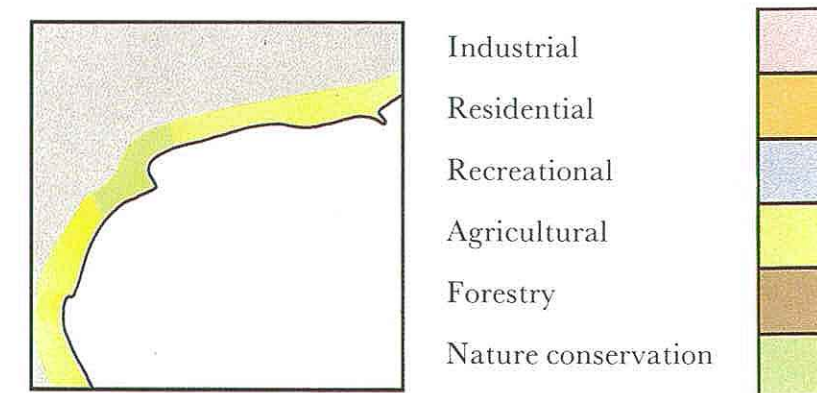 Industrial
Residential
Recreational
Agricultural
Forestry
Nature conservation